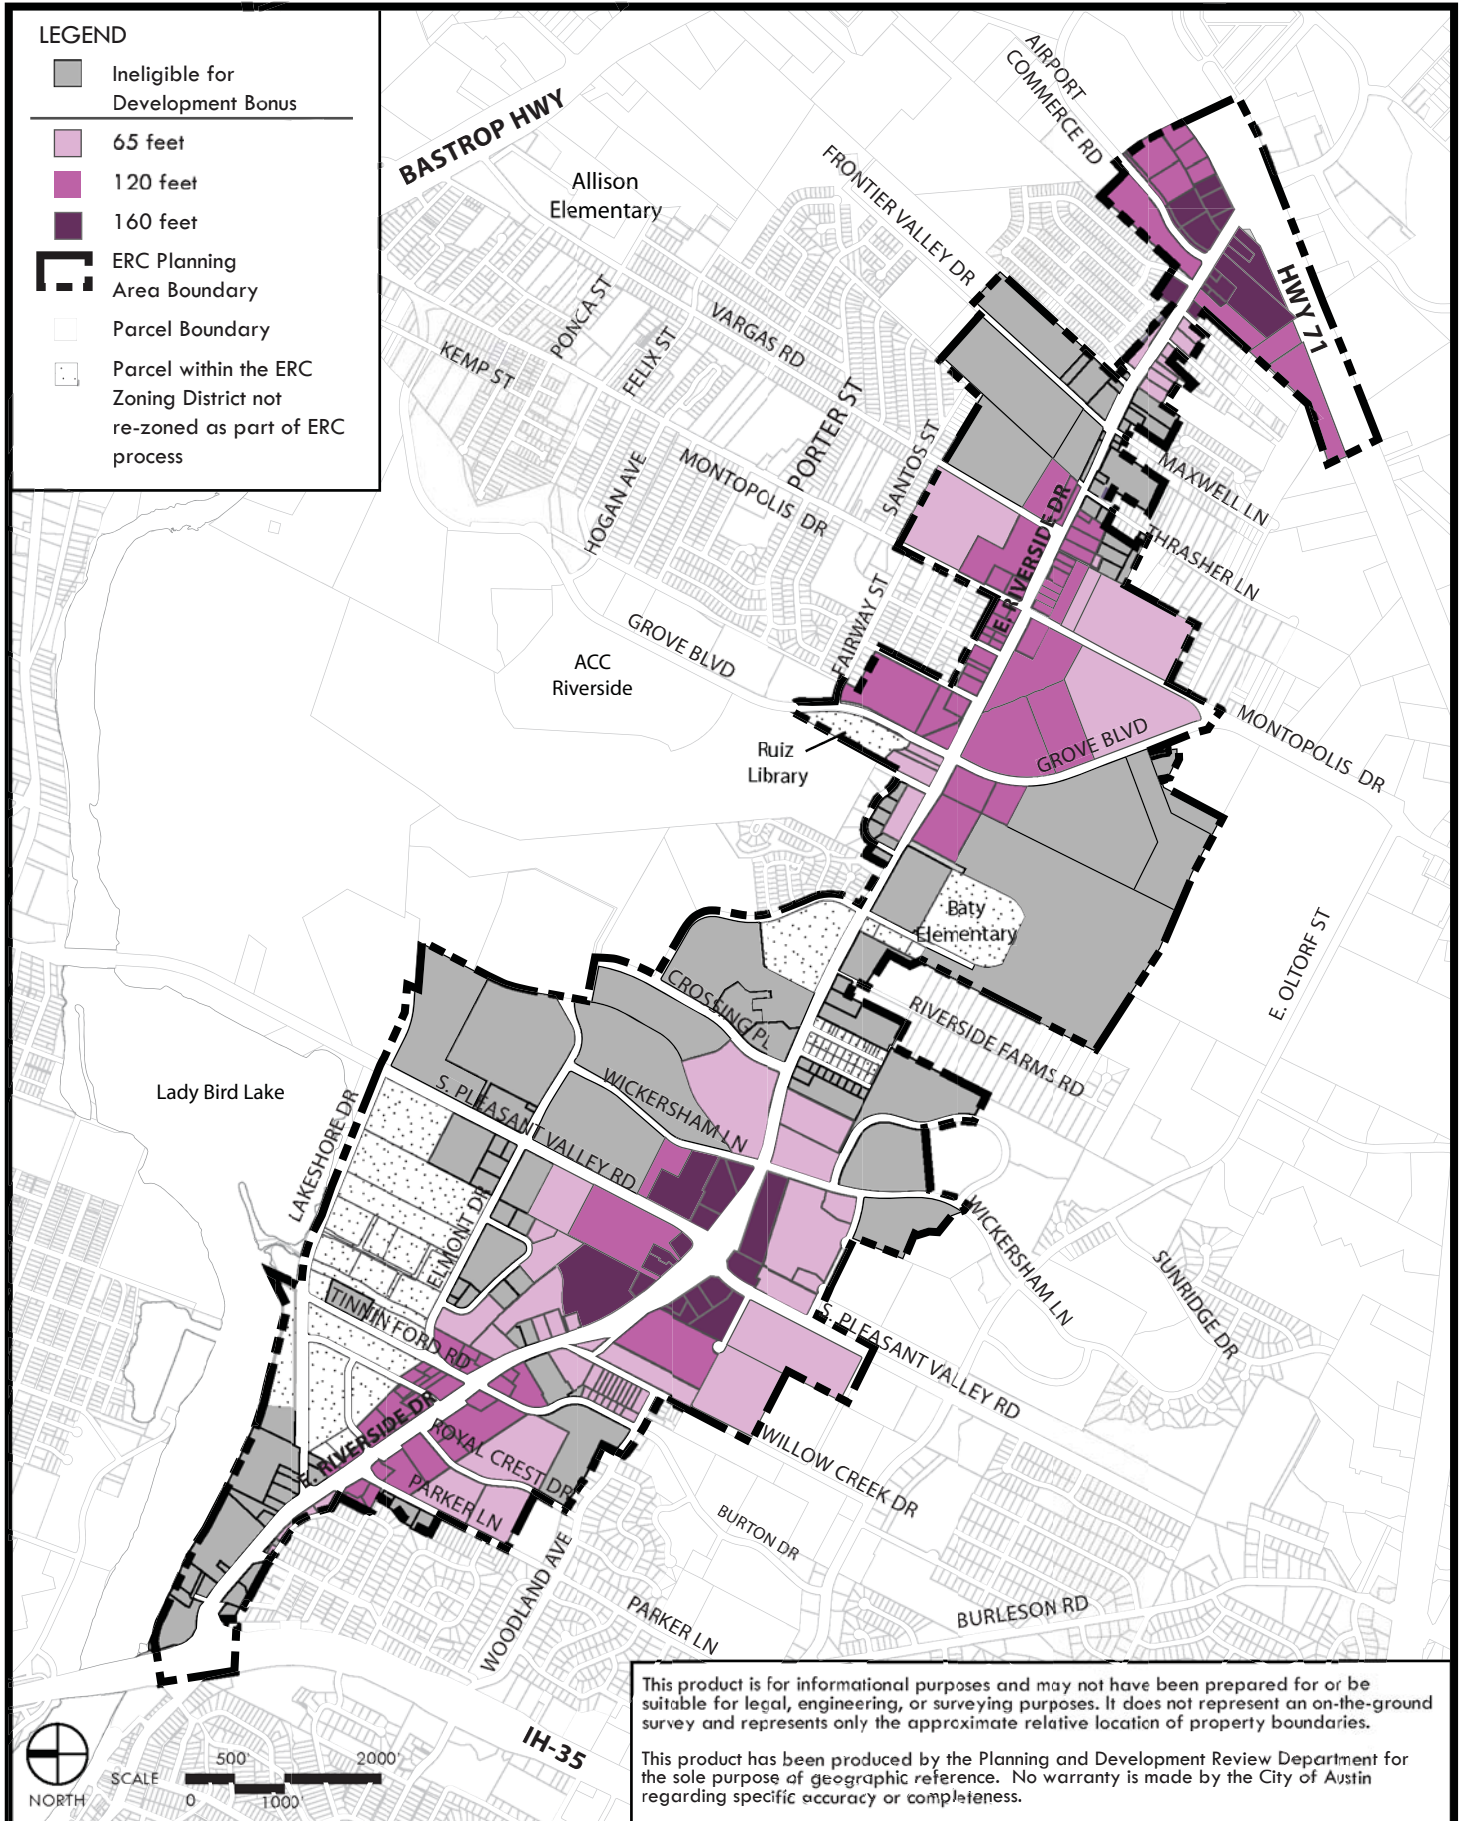 LEGEND
Ineligible for
Development Bonus
65 feet
120 feet
160 feet
ERC Planning
Area Boundary
Parcel Boundary
Parcel within the ERC
Zoning District not
re-zoned as part of ERC
process
BASTROP HWY
Allison
Elementary
AIRPORT
COMMERCE RD
FRONTIER VALLEY DR
HWY 71
PONCA ST
VARGAS RD
KEMP ST
FELIX ST
PORTER ST
SANTOS ST
HOGAN AVE
MONTOPOLIS DR
MAXWELL LN
THRASHER LN
E. RIVERSIDE DR
FAIRWAY ST
GROVE BLVD
ACC
Riverside
Ruiz
Library
GROVE BLVD
MONTOPOLIS DR
Baty
Elementary
E. OLTORF ST
CROSSING PL
RIVERSIDE FARMS RD
Lady Bird Lake
LAKESHORE DR
S. PLEASANT VALLEY RD
WICKERSHAM LN
ELMONT DR
WICKERSHAM LN
SUNRIDGE DR
TINNIN FORD RD
S. PLEASANT VALLEY RD
E. RIVERSIDE DR
ROYAL CREST DR
PARKER LN
WILLOW CREEK DR
BURTON DR
WOODLAND AVE
PARKER LN
BURLESON RD
IH-35
NORTH
SCALE
500
2000
0
1000
This product is for informational purposes and may not have been prepared for or be
suitable for legal, engineering, or surveying purposes. It does not represent an on-the-ground
survey and represents only the approximate relative location of property boundaries.
This product has been produced by the Planning and Development Review Department for
the sole purpose of geographic reference. No warranty is made by the City of Austin
regarding specific accuracy or completeness.